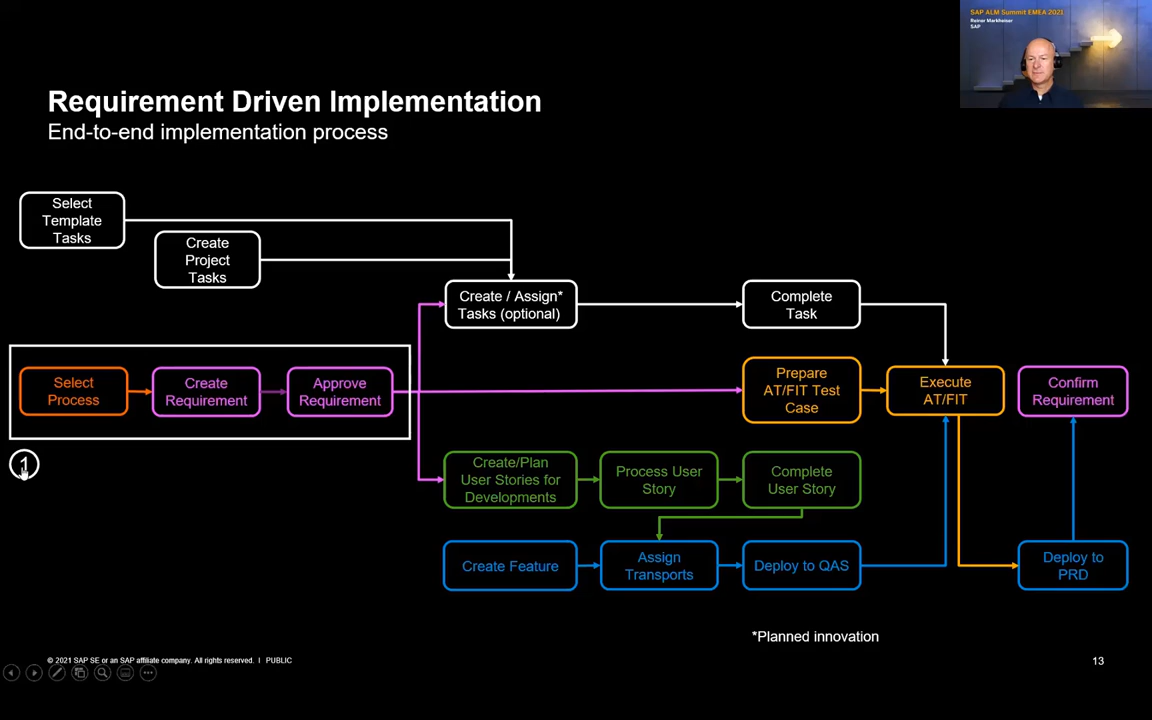 SAP ALM Summit EMEA 2021
Reiner Markheiser
SAP
Requirement Driven Implementation
End-to-end implementation process
Select
Template
Tasks
Create
Project
Tasks
Create / Assign*
Tasks (optional)
Complete
Task
Select
Process
Create
Requirement
Approve
Requirement
Prepare
AT/FIT Test
Case
Execute
AT/FIT
Confirm
Requirement
1
Create/Plan
User Stories for
Developments
Process User
Story
Complete
User Story
Create Feature
Assign
Transports
Deploy to QAS
Deploy to
PRD
*Planned innovation
© 2021 SAP SE or an SAP affiliate company. All rights reserved. I PUBLIC
13